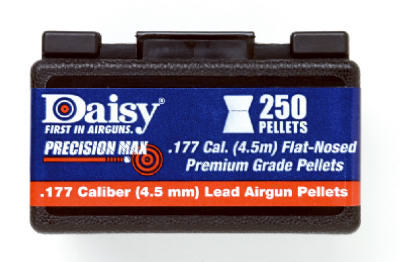 Daisy®
FIRST IN AIRGUNS.
250
PELLETS
PRECISION MAX
.177 Cal. (4.5m) Flat-Nosed
Premium Grade Pellets
.177 Caliber (4.5 mm) Lead Airgun Pellets